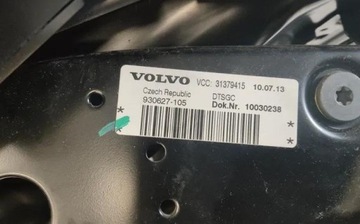 VOLVO VCC: 31379415 10.07.13
Czech Republic DTSGC
930627-105 Dok.Nr. 10030238
* *
* *